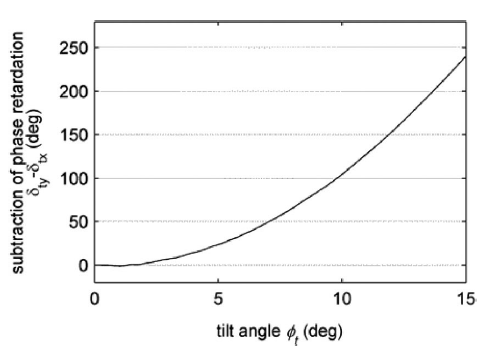 250
200
150
100
50
0
0 5 10 15
subtraction of phase retardation
δty-δtx (deg)
tilt angle ϕt (deg)